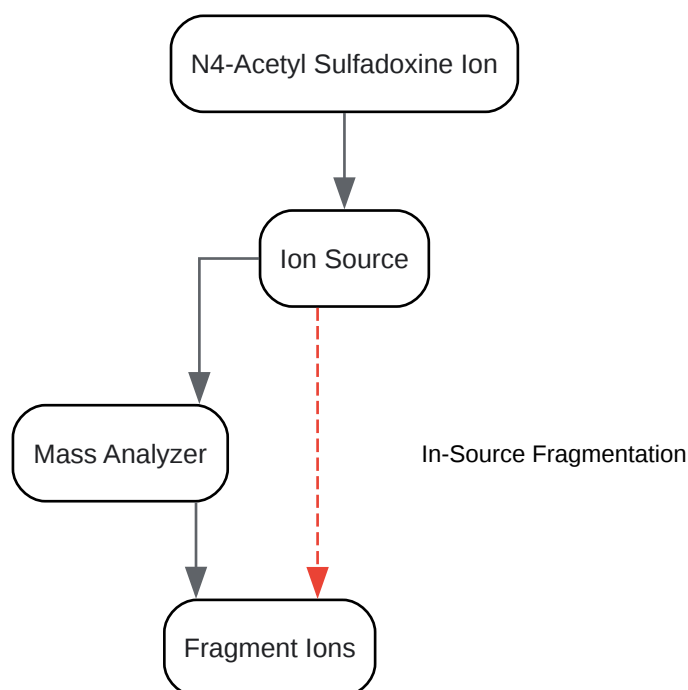 N4-Acetyl Sulfadoxine Ion
Ion Source
Mass Analyzer
In-Source Fragmentation
Fragment Ions